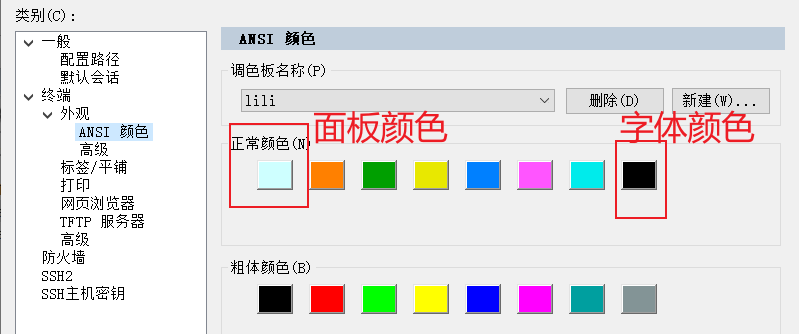 类别(C):
一般
配置路径
默认会话
终端
外观
ANSI 颜色
高级
标签/平铺
打印
网页浏览器
TFTP 服务器
高级
防火墙
SSH2
SSH主机密钥
ANSI 颜色
调色板名称(P)
lili
删除(D)
新建(W)...
正常颜色(N)
面板颜色
字体颜色
粗体颜色(B)